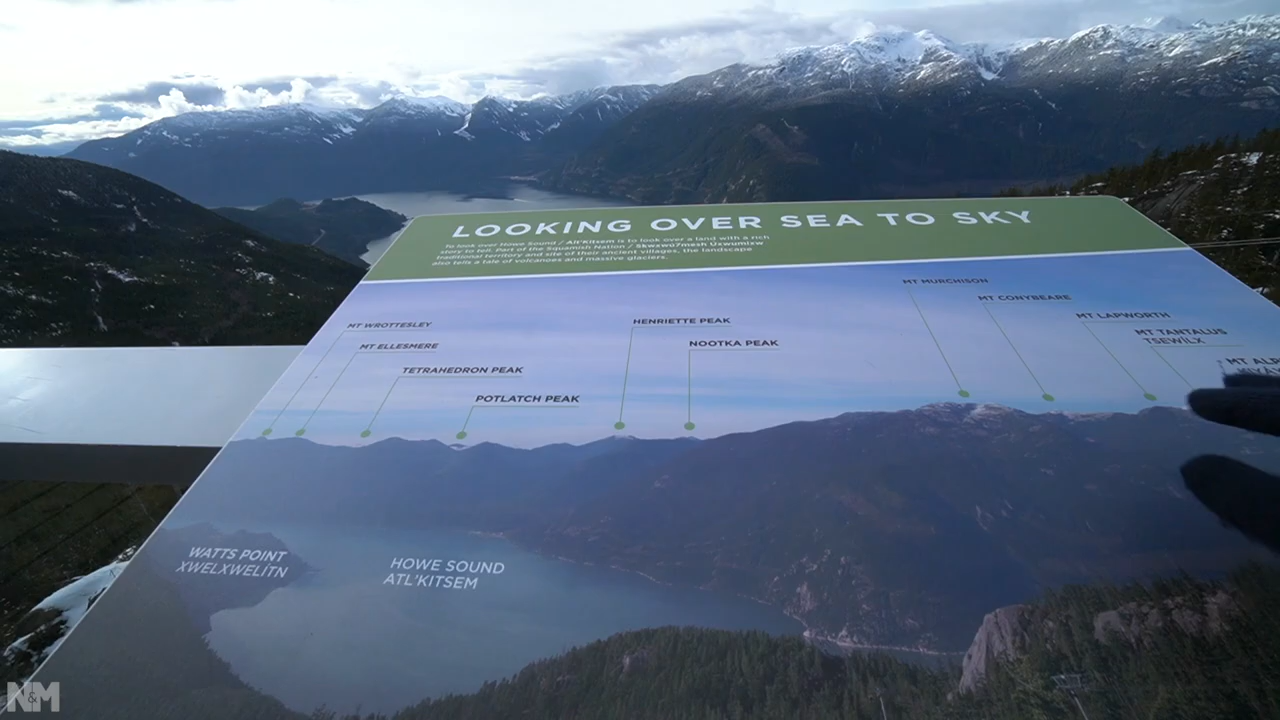 LOOKING OVER SEA TO SKY
To look over Howe Sound / Atl'Kitsem is to look over a land with a rich
story to tell. Part of the Squamish Nation / Skwxwú7mesh Úxwumixw
traditional territory and site of their ancient villages, the landscape
also tells a tale of volcanoes and massive glaciers.
MT MURCHISON
MT CONYBEARE
MT LAPWORTH
MT WROTTESLEY
HENRIETTE PEAK
MT TANTALUS
TSEWÍLX
MT ELLESMERE
NOOTKA PEAK
MT
TETRAHEDRON PEAK
POTLATCH PEAK
WATTS POINT
XWELXWELÍTN
HOWE SOUND
ATL'KITSEM
N&M